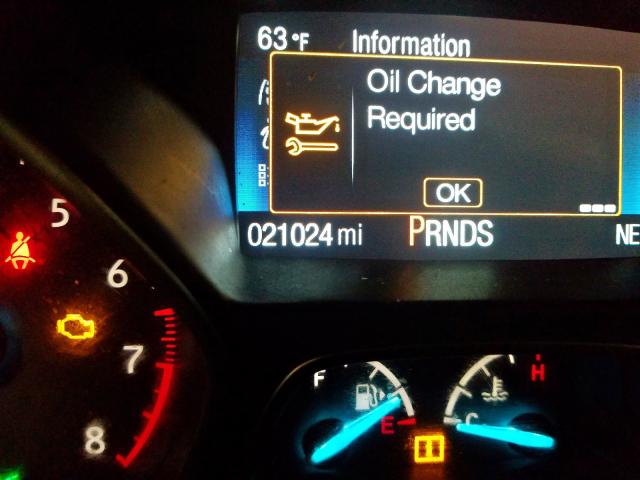 63°F Information
Oil Change
Required
OK
021024 mi PRNDS NE
5
6
7
8
F
E
H
C